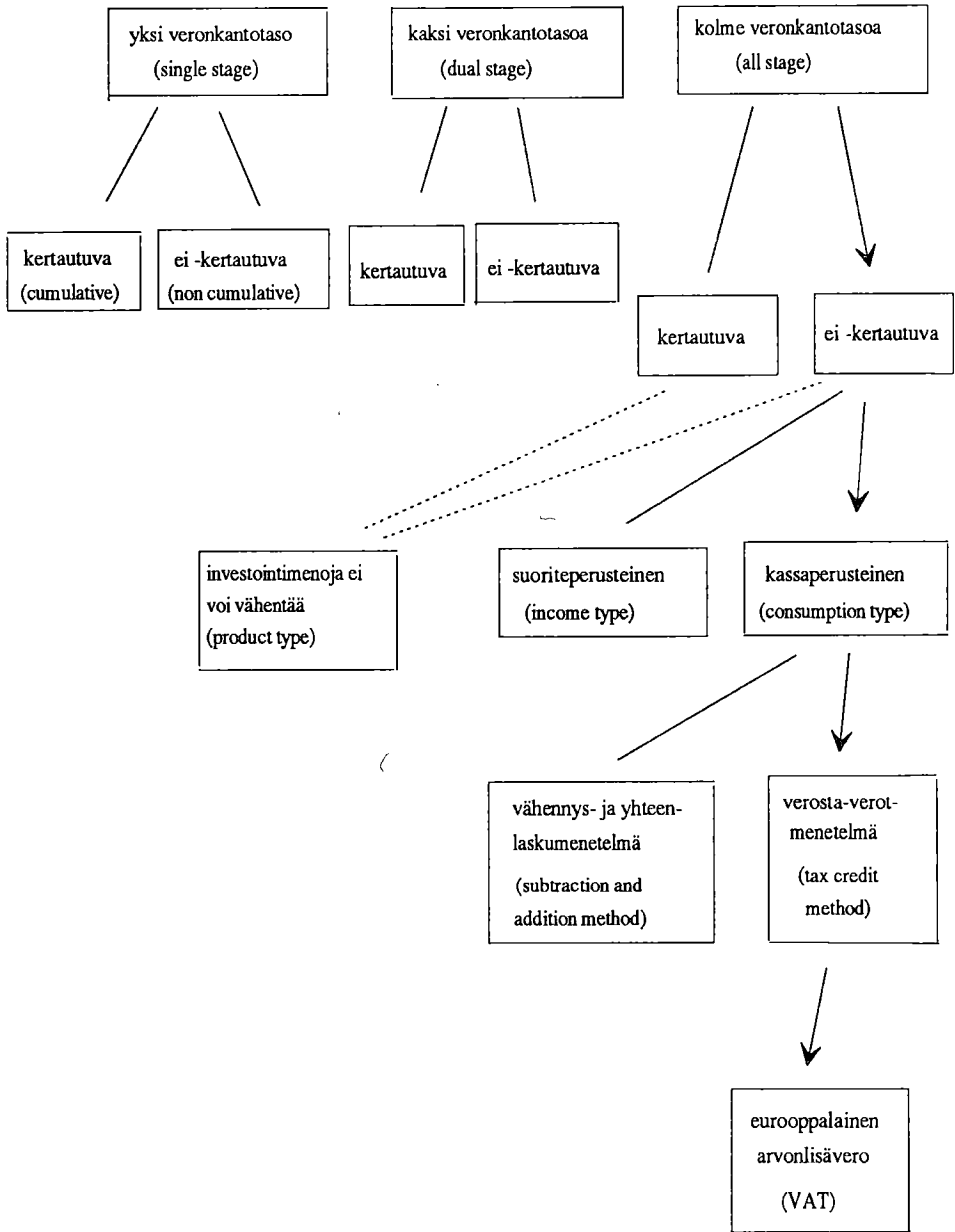 yksi veronkantotaso
(single stage)
kaksi veronkantotasoa
(dual stage)
kolme veronkantotasoa
(all stage)
kertautuva
(cumulative)
ei -kertautuva
(non cumulative)
kertautuva
ei -kertautuva
kertautuva
ei -kertautuva
investointimenoja ei
voi vähentää
(product type)
suoriteperusteinen
(income type)
kassaperusteinen
(consumption type)
vähennys- ja yhteen-
laskumenetelmä
(subtraction and
addition method)
verosta-verot-
menetelmä
(tax credit
method)
eurooppalainen
arvonlisävero
(VAT)